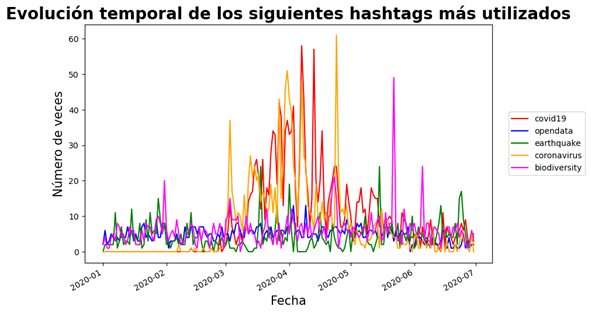 Evolución temporal de los siguientes hashtags más utilizados
Número de veces
60
50
40
30
20
10
0
2020-01
2020-02
2020-03
2020-04
2020-05
2020-06
2020-07
Fecha
covid19
opendata
earthquake
coronavirus
biodiversity